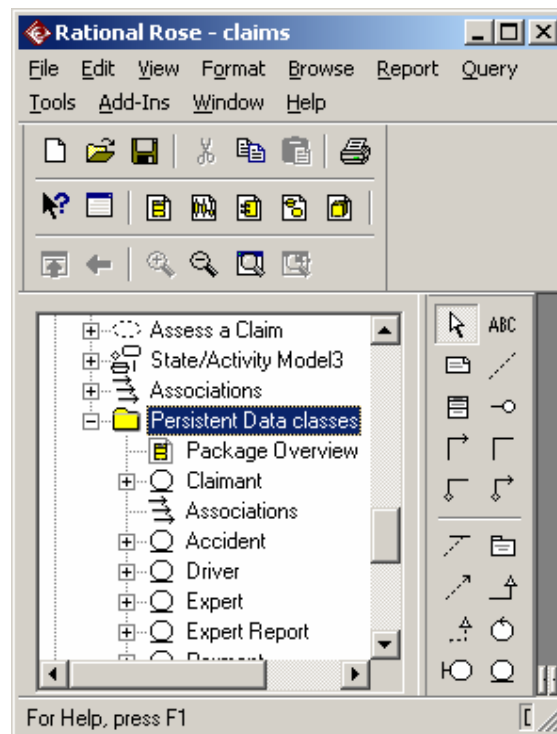 Rational Rose - claims
File Edit View Format Browse Report Query
Tools Add-Ins Window Help
Assess a Claim
ABC
State/Activity Model3
Associations
Persistent Data classes
Package Overview
Claimant
Associations
Accident
Driver
Expert
Expert Report
For Help, press F1